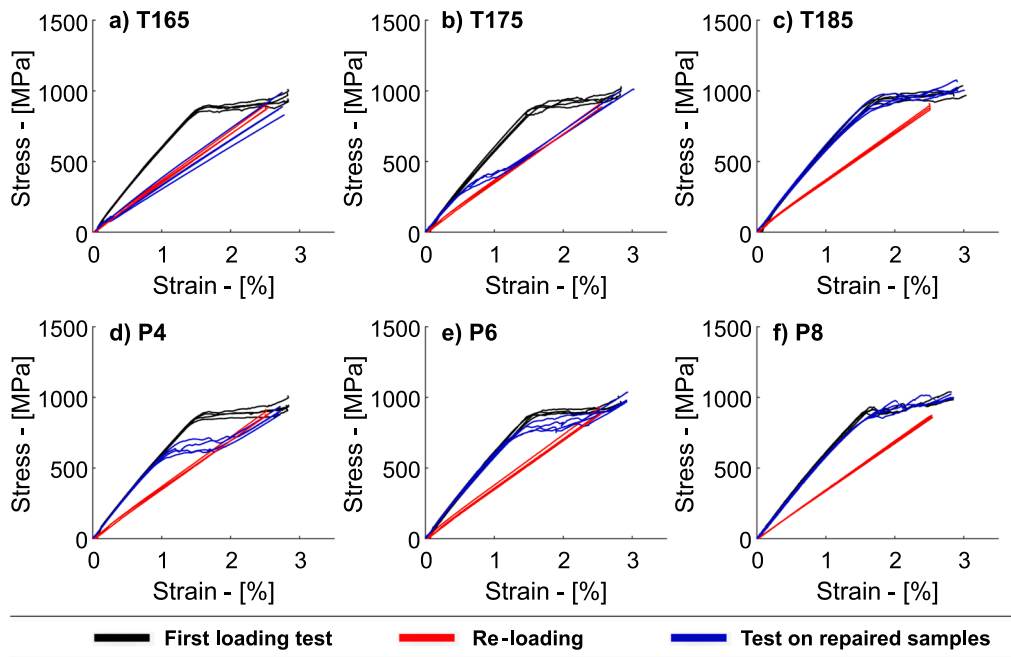 a) T165
b) T175
c) T185
1500
1000
500
0
Stress - [MPa]
0 1 2 3
Strain - [%]
1500
1000
500
0
Stress - [MPa]
0 1 2 3
Strain - [%]
1500
1000
500
0
Stress - [MPa]
0 1 2 3
Strain - [%]
d) P4
e) P6
f) P8
1500
1000
500
0
Stress - [MPa]
0 1 2 3
Strain - [%]
1500
1000
500
0
Stress - [MPa]
0 1 2 3
Strain - [%]
1500
1000
500
0
Stress - [MPa]
0 1 2 3
Strain - [%]
First loading test
Re-loading
Test on repaired samples